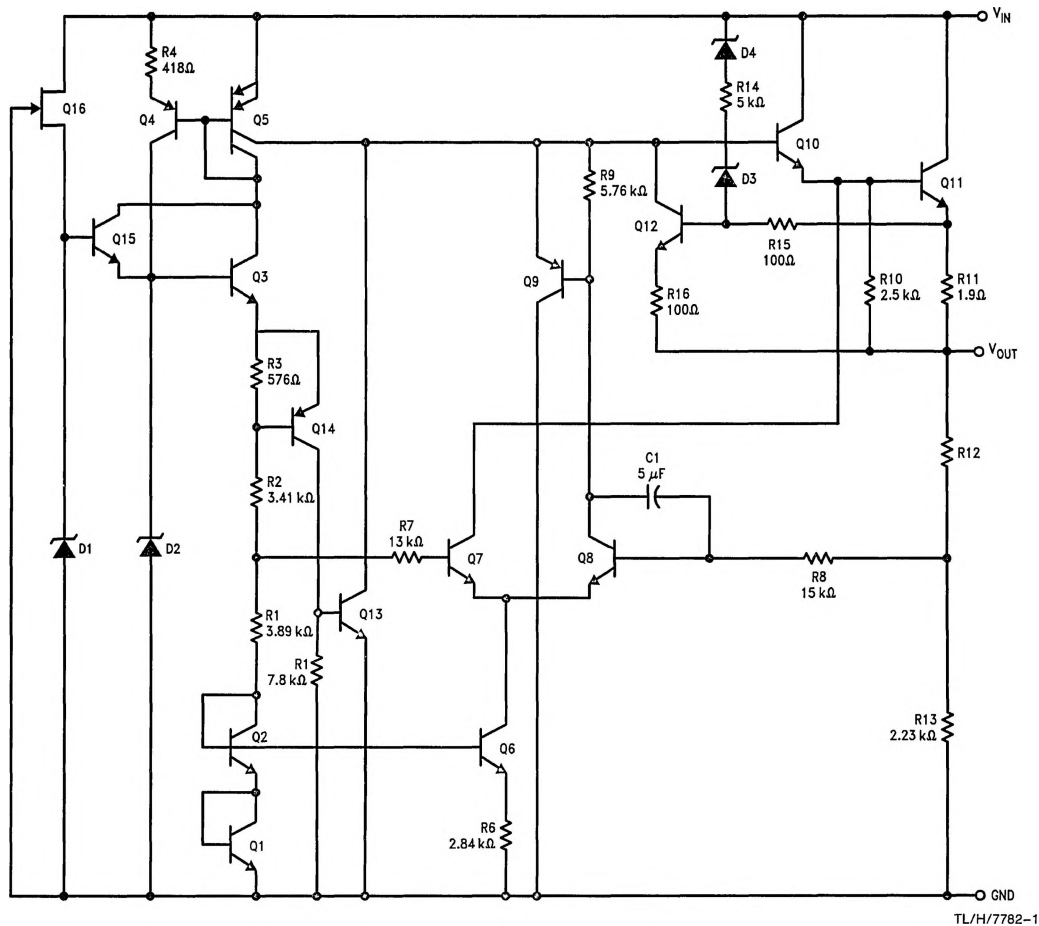 VIN
R4
418Ω
D4
Q16
Q4
Q5
R14
5 kΩ
Q10
R9
5.76 kΩ
D3
Q11
Q12
Q15
R15
100Ω
Q3
Q9
R16
100Ω
R10
2.5 kΩ
R11
1.9Ω
VOUT
R3
576Ω
Q14
C1
5 μF
R12
R2
3.41 kΩ
R7
13 kΩ
D1
D2
Q7
Q8
R8
15 kΩ
R1
3.89 kΩ
Q13
R1
7.8 kΩ
R13
2.23 kΩ
Q2
Q6
R6
2.84 kΩ
Q1
GND
TL/H/7782-1